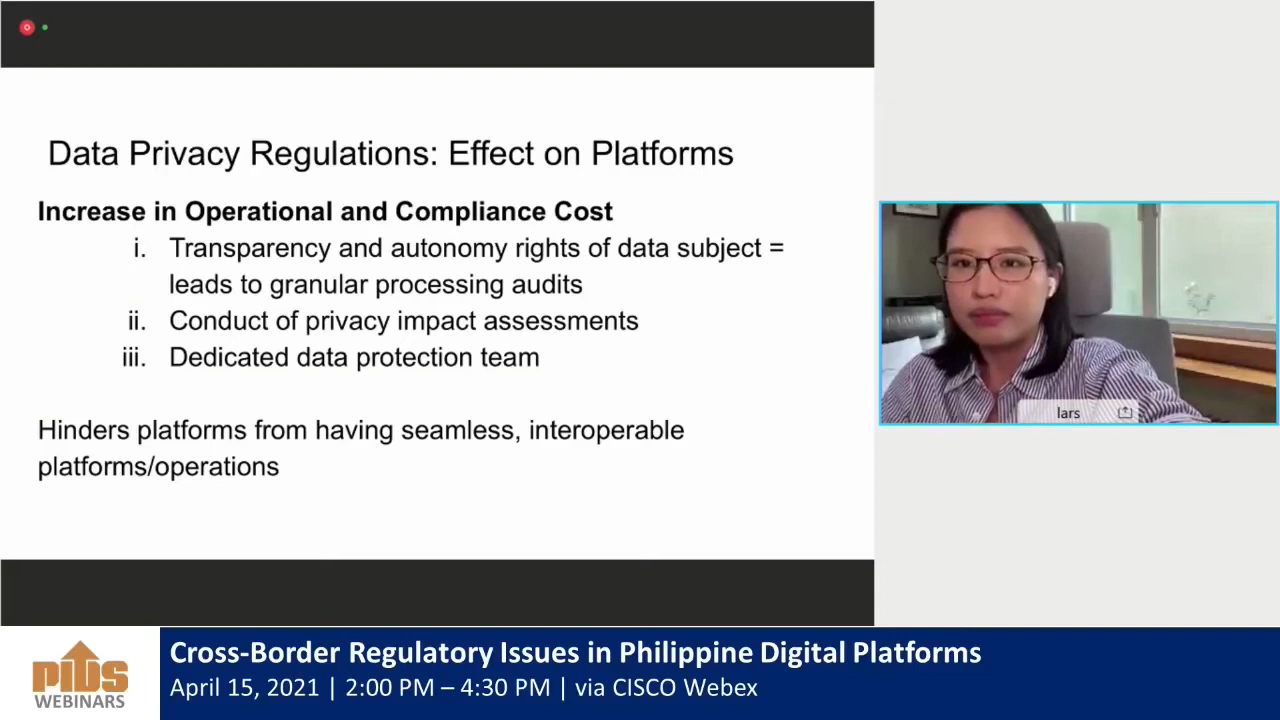 Data Privacy Regulations: Effect on Platforms
Increase in Operational and Compliance Cost
i. Transparency and autonomy rights of data subject =
leads to granular processing audits
ii. Conduct of privacy impact assessments
iii. Dedicated data protection team
Hinders platforms from having seamless, interoperable
platforms/operations
lars
PIDS
WEBINARS
Cross-Border Regulatory Issues in Philippine Digital Platforms
April 15, 2021 | 2:00 PM – 4:30 PM | via CISCO Webex